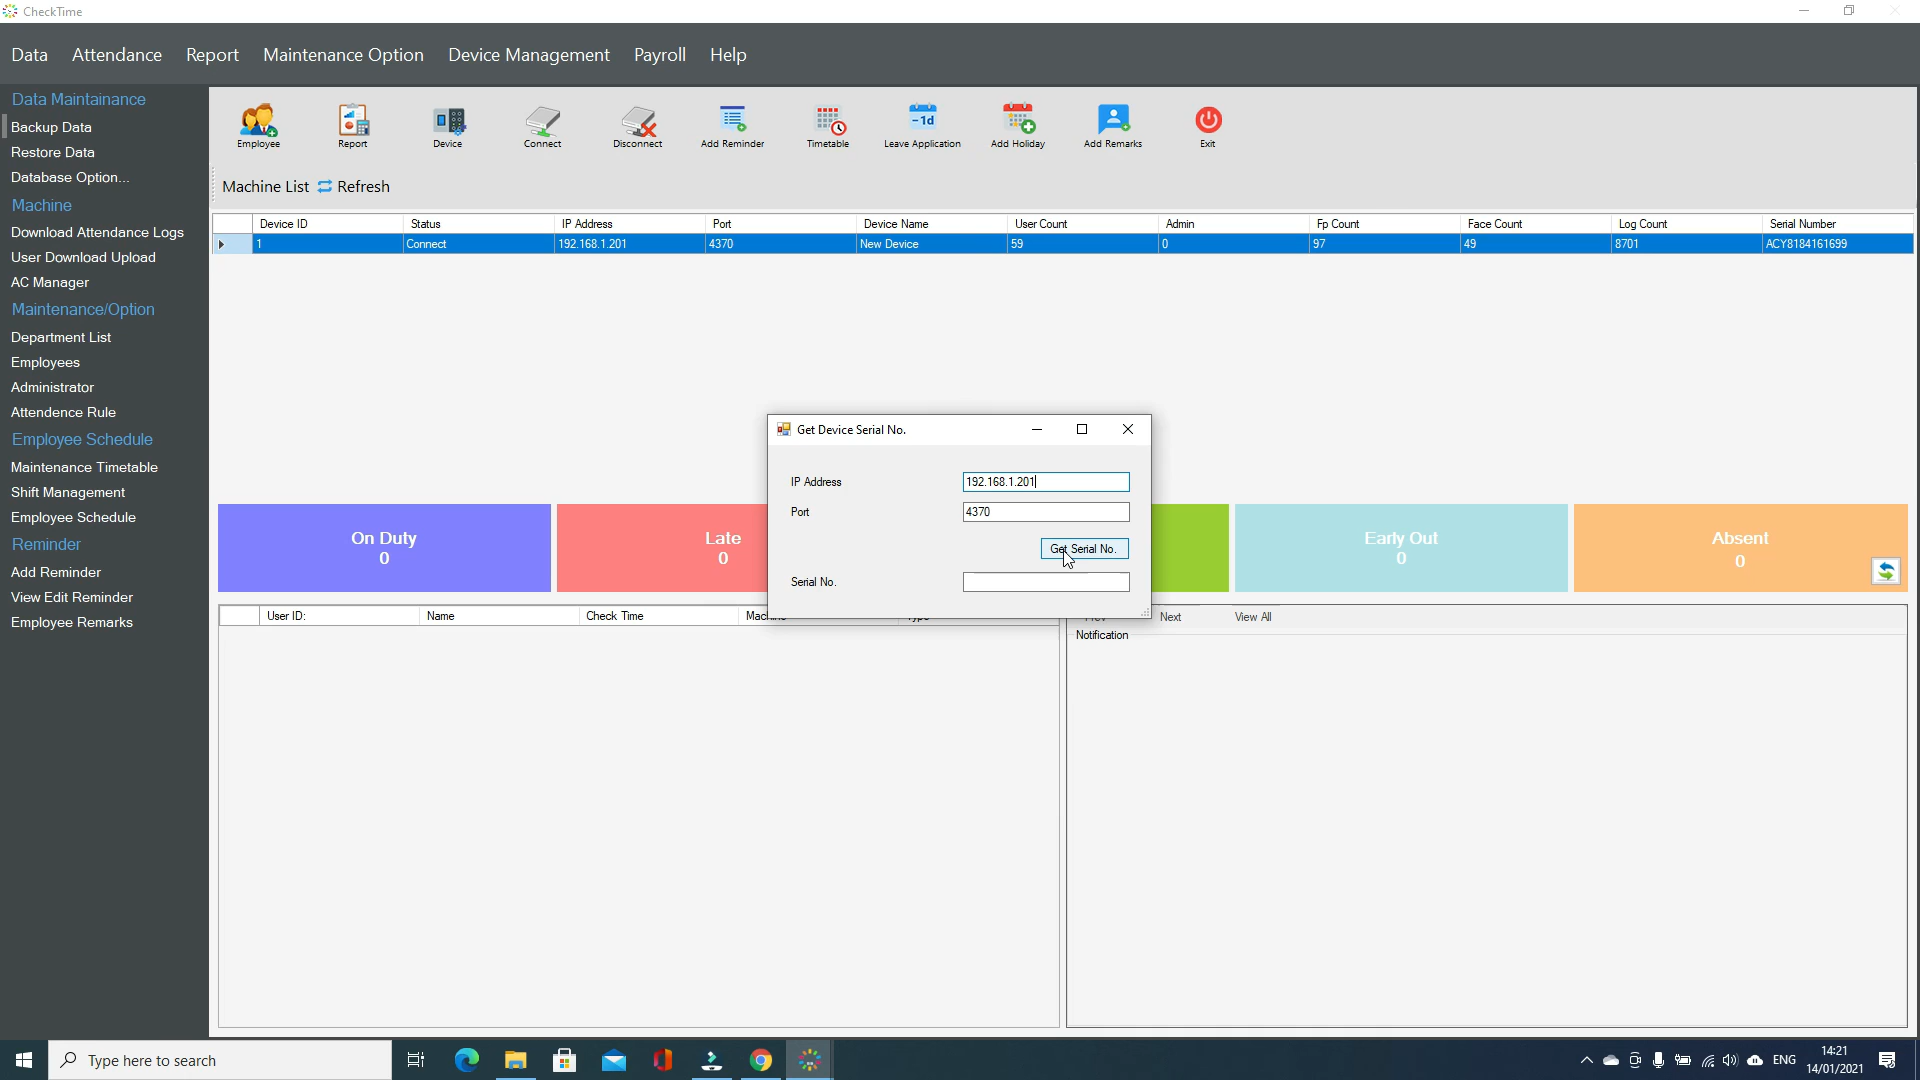 CheckTime
Data Attendance Report Maintenance Option Device Management Payroll Help
Data Maintainance
Backup Data
Restore Data
Database Option...
Machine
Download Attendance Logs
User Download Upload
AC Manager
Maintenance/Option
Department List
Employees
Administrator
Attendence Rule
Employee Schedule
Maintenance Timetable
Shift Management
Employee Schedule
Reminder
Add Reminder
View Edit Reminder
Employee Remarks
Employee Report Device Connect Disconnect Add Reminder Timetable -1d Leave Application Add Holiday Add Remarks Exit
Machine List Refresh
Device ID Status IP Address Port Device Name User Count Admin Fp Count Face Count Log Count Serial Number
1 Connect 192.168.1.201 4370 New Device 59 0 97 49 8701 ACY8184161699
Get Device Serial No.
IP Address 192.168.1.201
Port 4370
Get Serial No.
Serial No.
On Duty
0
Late
0
Early Out
0
Absent
0
User ID: Name Check Time
Next View All
Notification
Type here to search
ENG
14:21
14/01/2021